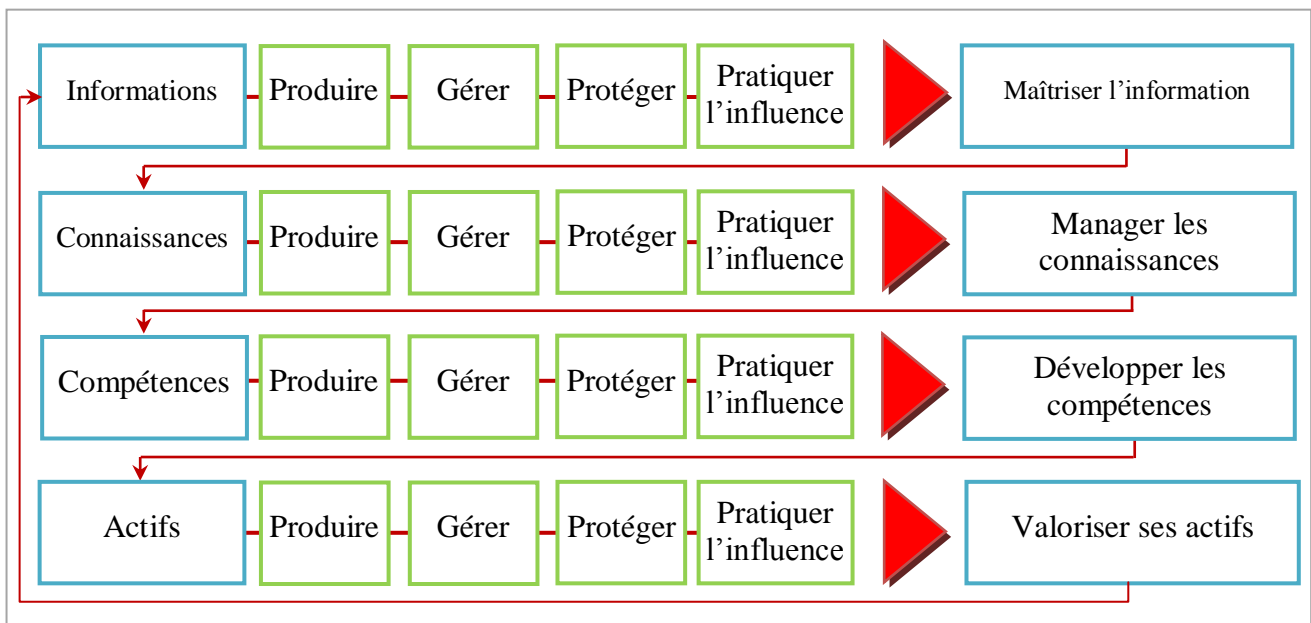 Informations
Produire
Gérer
Protéger
Pratiquer
l’influence
Maîtriser l’information
Connaissances
Produire
Gérer
Protéger
Pratiquer
l’influence
Manager les
connaissances
Compétences
Produire
Gérer
Protéger
Pratiquer
l’influence
Développer les
compétences
Actifs
Produire
Gérer
Protéger
Pratiquer
l’influence
Valoriser ses actifs